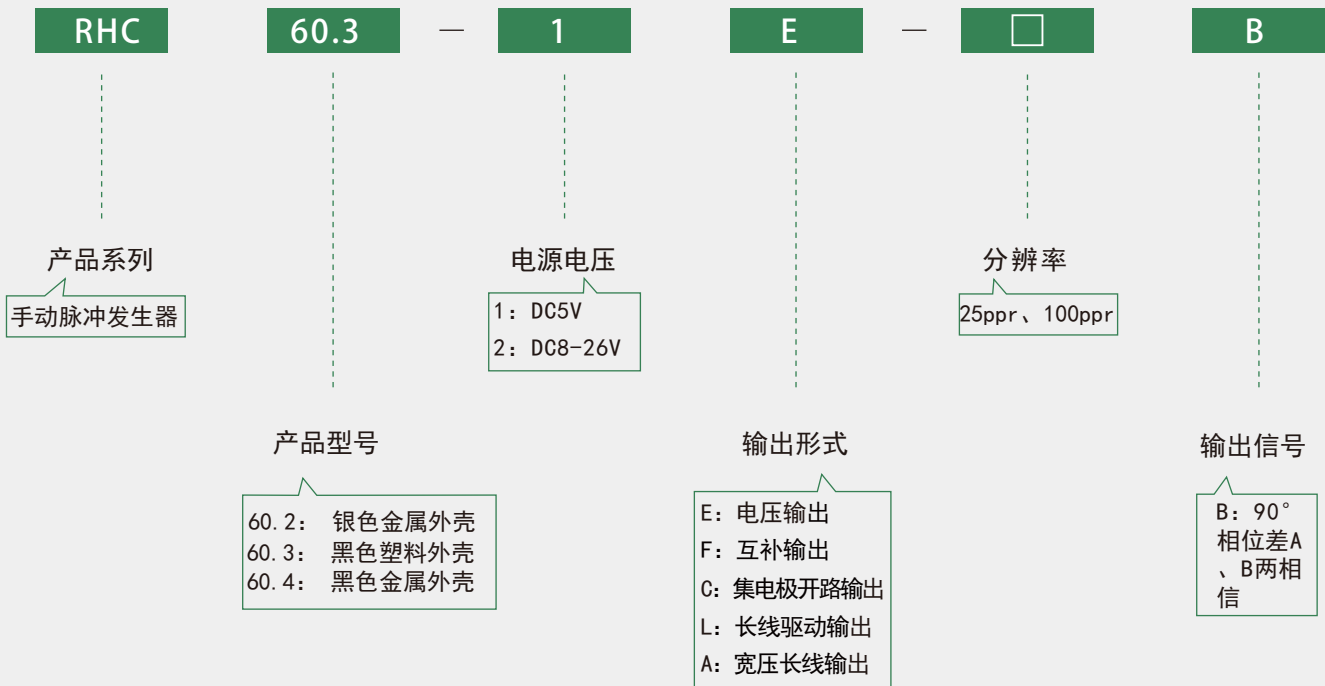 RHC 60.3 — 1 E — □ B
产品系列
手动脉冲发生器
电源电压
1: DC5V
2: DC8-26V
分辨率
25ppr、100ppr
产品型号
60.2: 银色金属外壳
60.3: 黑色塑料外壳
60.4: 黑色金属外壳
输出形式
E: 电压输出
F: 互补输出
C: 集电极开路输出
L: 长线驱动输出
A: 宽压长线输出
输出信号
B: 90°
相位差A
、B两相
信